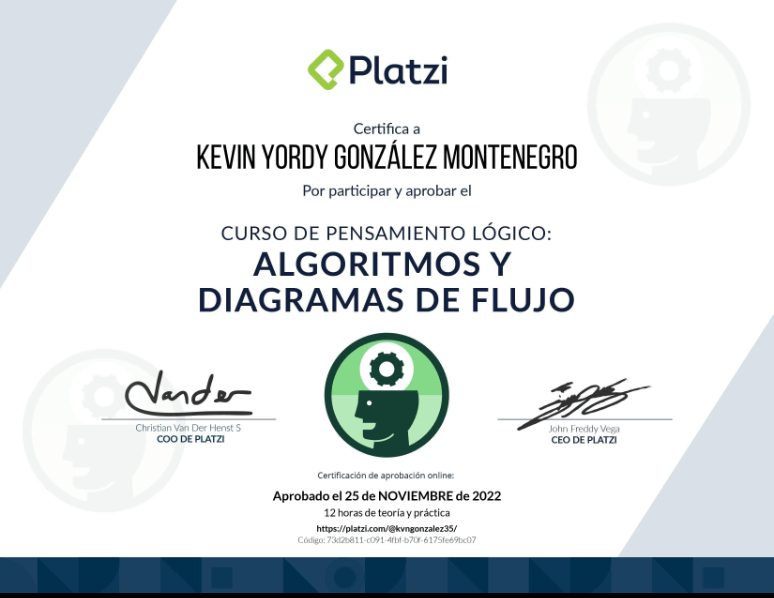 Platzi
Certifica a
KEVIN YORDY GONZÁLEZ MONTENEGRO
Por participar y aprobar el
CURSO DE PENSAMIENTO LÓGICO:
ALGORITMOS Y
DIAGRAMAS DE FLUJO
Vander
Christian Van Der Henst S
COO DE PLATZI
John Freddy Vega
CEO DE PLATZI
Certificación de aprobación online:
Aprobado el 25 de NOVIEMBRE de 2022
12 horas de teoría y práctica
https://platzi.com/@kvngonzalez35/
Código: 73d2b811-c091-4fbf-b70f-6175fe69bc07